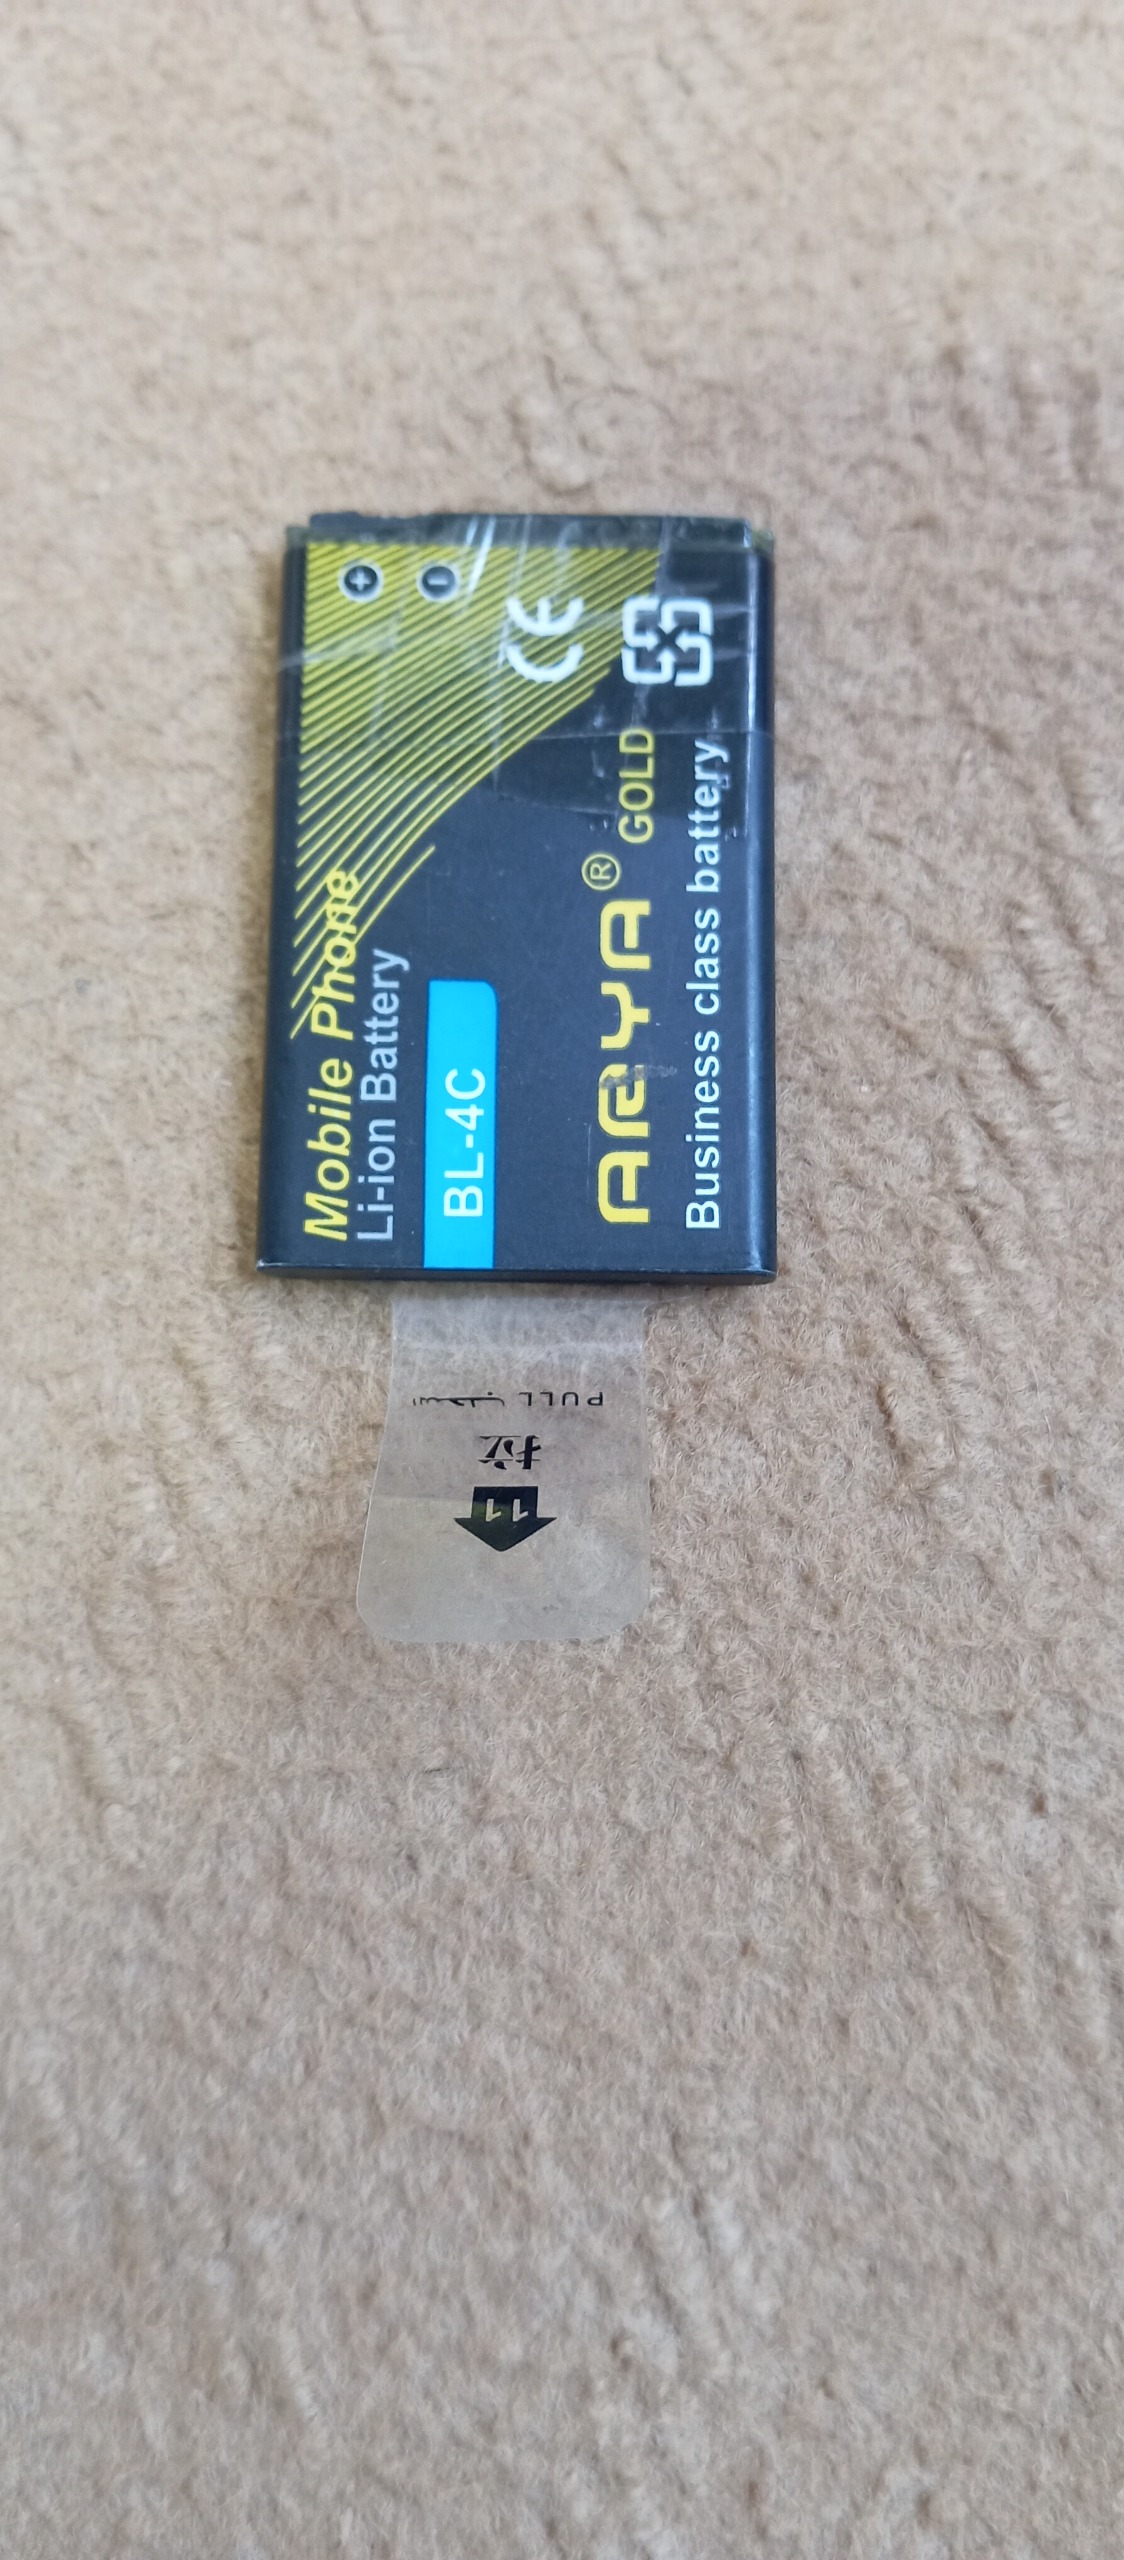 Mobile Phone
Li-ion Battery
BL-4C
ARYA® GOLD
Business class battery
+
-
CE
PULL
拉